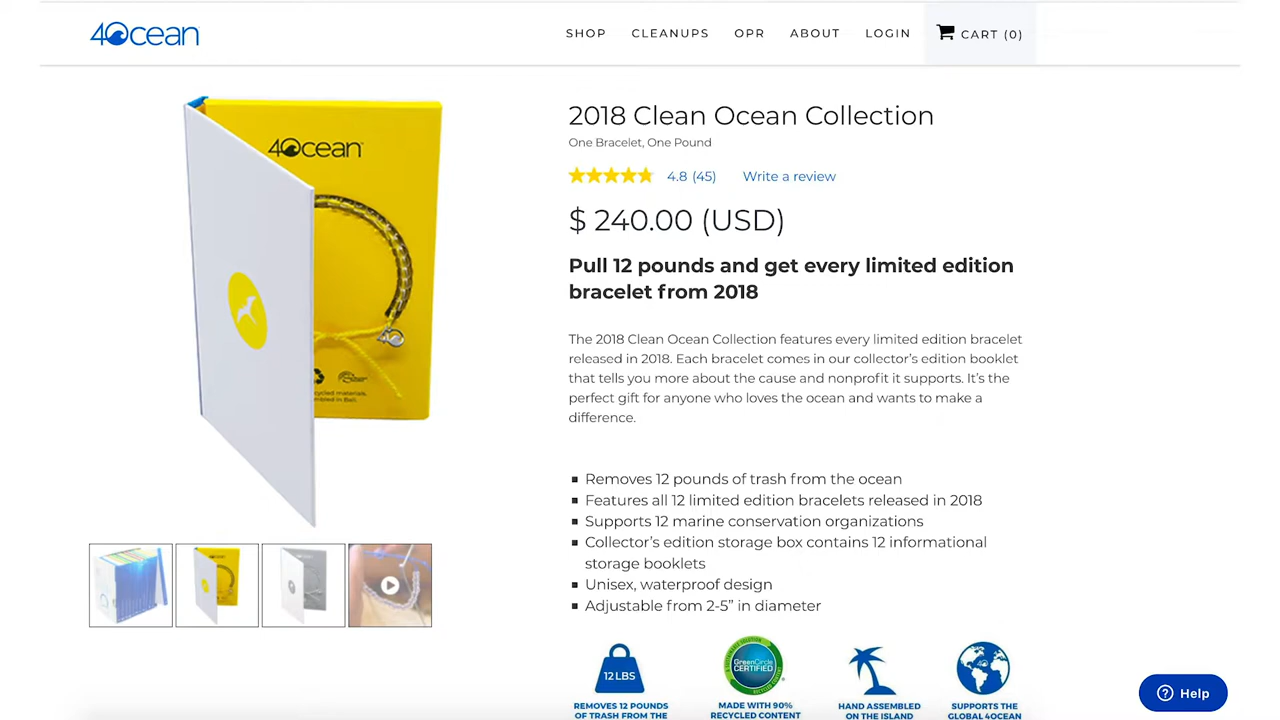 4Ocean
SHOP
CLEANUPS
OPR
ABOUT
LOGIN
CART (0)
4Ocean
2018 Clean Ocean Collection
One Bracelet, One Pound
4.8 (45)
Write a review
$ 240.00 (USD)
Pull 12 pounds and get every limited edition
bracelet from 2018
The 2018 Clean Ocean Collection features every limited edition bracelet
released in 2018. Each bracelet comes in our collector’s edition booklet
that tells you more about the cause and nonprofit it supports. It’s the
perfect gift for anyone who loves the ocean and wants to make a
difference.
Removes 12 pounds of trash from the ocean
Features all 12 limited edition bracelets released in 2018
Supports 12 marine conservation organizations
Collector’s edition storage box contains 12 informational
storage booklets
Unisex, waterproof design
Adjustable from 2-5” in diameter
12 LBS
REMOVES 12 POUNDS
OF TRASH FROM THE
GreenCircle
CERTIFIED
MADE WITH 90%
RECYCLED CONTENT
HAND ASSEMBLED
ON THE ISLAND
SUPPORTS THE
GLOBAL 4OCEAN
Help